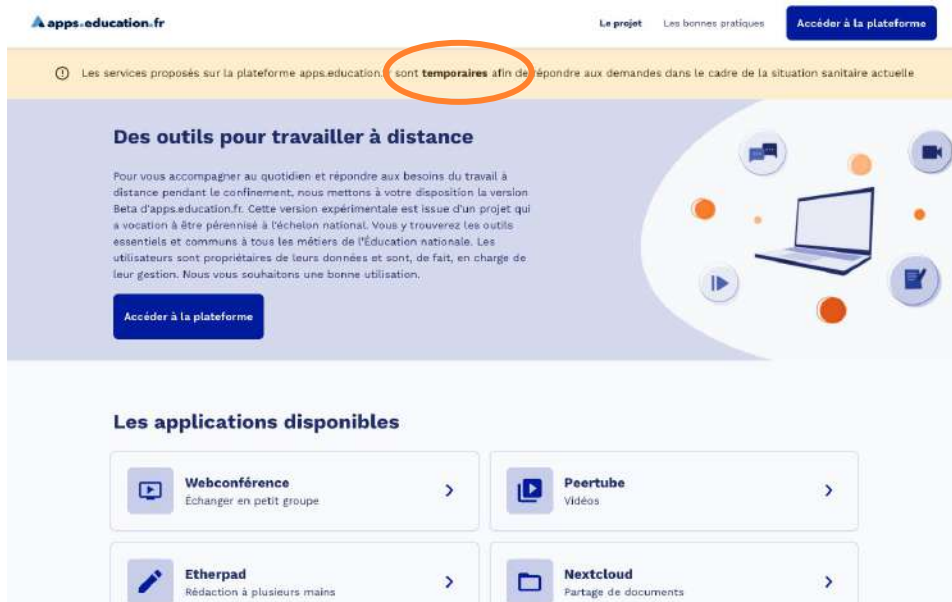 apps.education.fr
Le projet
Les bonnes pratiques
Accéder à la plateforme
Les services proposés sur la plateforme apps.education.fr sont temporaires afin de répondre aux demandes dans le cadre de la situation sanitaire actuelle
Des outils pour travailler à distance
Pour vous accompagner au quotidien et répondre aux besoins du travail à
distance pendant le confinement, nous mettons à votre disposition la version
Beta d'apps.education.fr. Cette version expérimentale est issue d'un projet qui
a vocation à être pérennisé à l'échelon national. Vous y trouverez les outils
essentiels et communs à tous les métiers de l'Éducation nationale. Les
utilisateurs sont propriétaires de leurs données et sont, de fait, en charge de
leur gestion. Nous vous souhaitons une bonne utilisation.
Accéder à la plateforme
Les applications disponibles
Webconférence
Échanger en petit groupe
Peertube
Vidéos
Etherpad
Rédaction à plusieurs mains
Nextcloud
Partage de documents